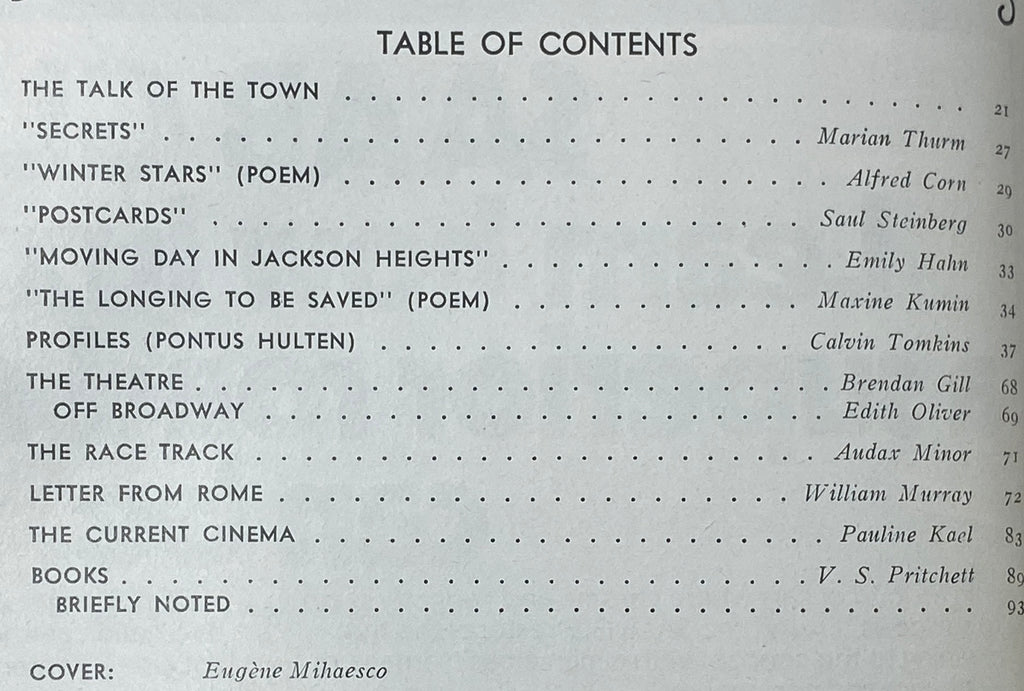 TABLE OF CONTENTS
THE TALK OF THE TOWN . . . . . . . . . . . . . . . . . . . . . . . . . 21
"SECRETS" . . . . . . . . . . . . . . . . . . . . . . . . . Marian Thurm 27
"WINTER STARS" (POEM) . . . . . . . . . . . . . . . . . . . Alfred Corn 29
"POSTCARDS" . . . . . . . . . . . . . . . . . . . . . . . Saul Steinberg 30
"MOVING DAY IN JACKSON HEIGHTS" . . . . . . . . . . . . . Emily Hahn 33
"THE LONGING TO BE SAVED" (POEM) . . . . . . . . . . . Maxine Kumin 34
PROFILES (PONTUS HULTEN) . . . . . . . . . . . . . . . . Calvin Tomkins 37
THE THEATRE . . . . . . . . . . . . . . . . . . . . . . . . Brendan Gill 68
OFF BROADWAY . . . . . . . . . . . . . . . . . . . . . Edith Oliver 69
THE RACE TRACK . . . . . . . . . . . . . . . . . . . . . Audax Minor 71
LETTER FROM ROME . . . . . . . . . . . . . . . . . . William Murray 72
THE CURRENT CINEMA . . . . . . . . . . . . . . . . . . Pauline Kael 83
BOOKS . . . . . . . . . . . . . . . . . . . . . . . . . V. S. Pritchett 89
BRIEFLY NOTED . . . . . . . . . . . . . . . . . . . . . . . . . . 93
COVER: Eugène Mihaesco